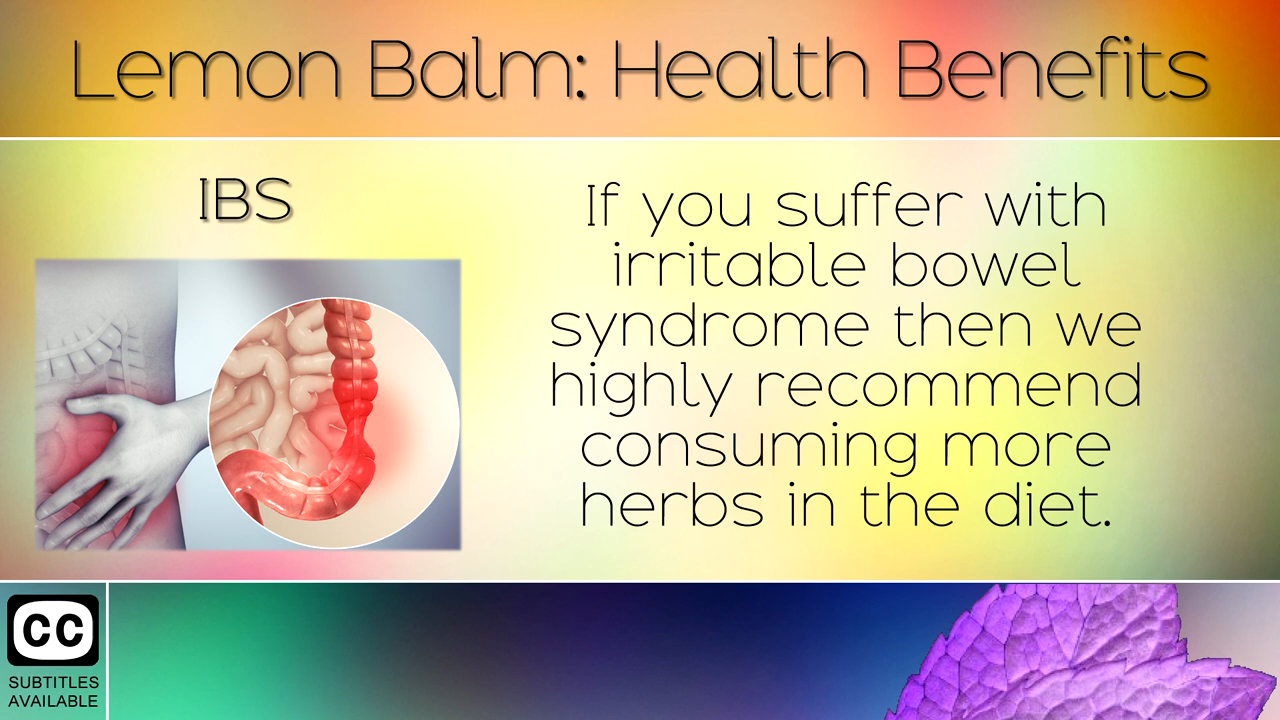 Lemon Balm: Health Benefits
IBS
If you suffer with
irritable bowel
syndrome then we
highly recommend
consuming more
herbs in the diet.
CC
SUBTITLES
AVAILABLE